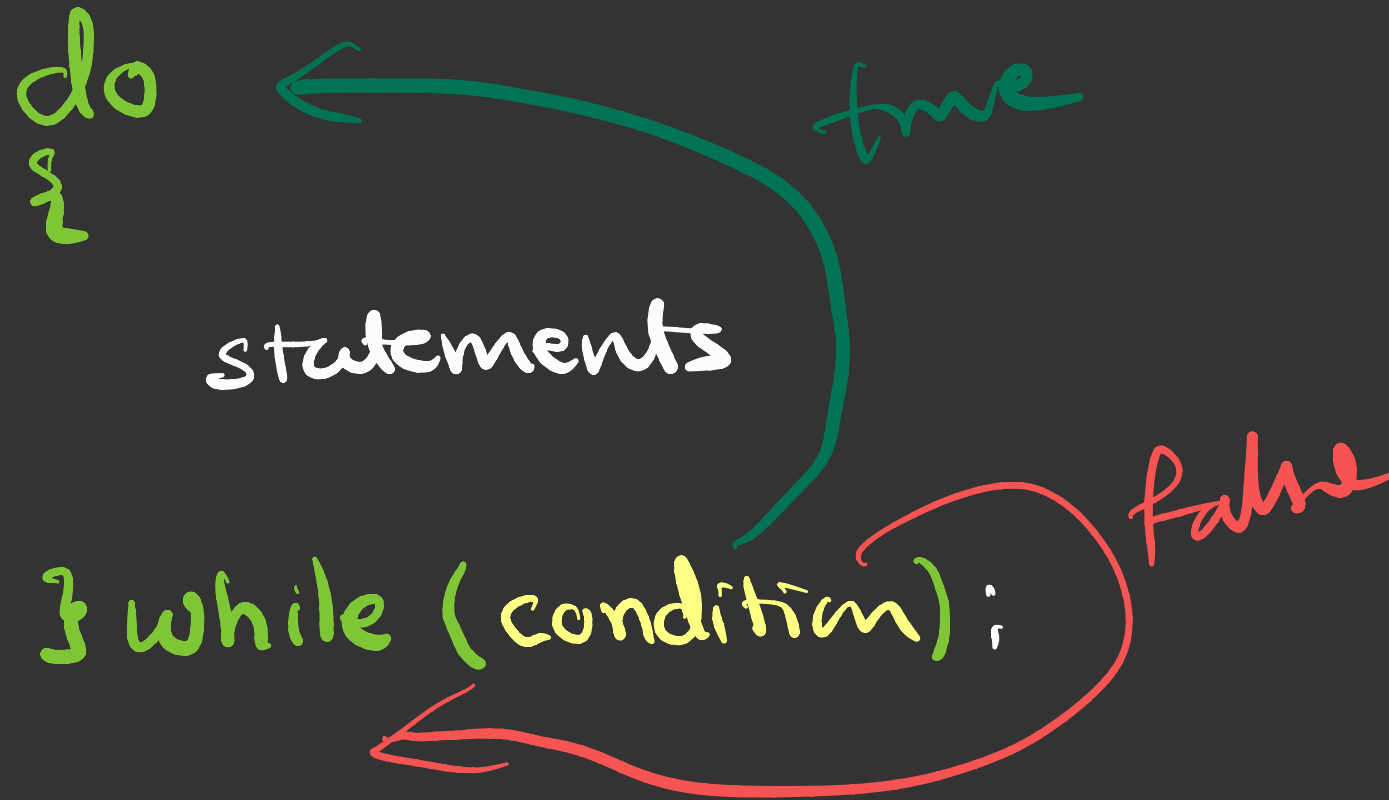 do
true
{
statements
false
} while (condition) ;